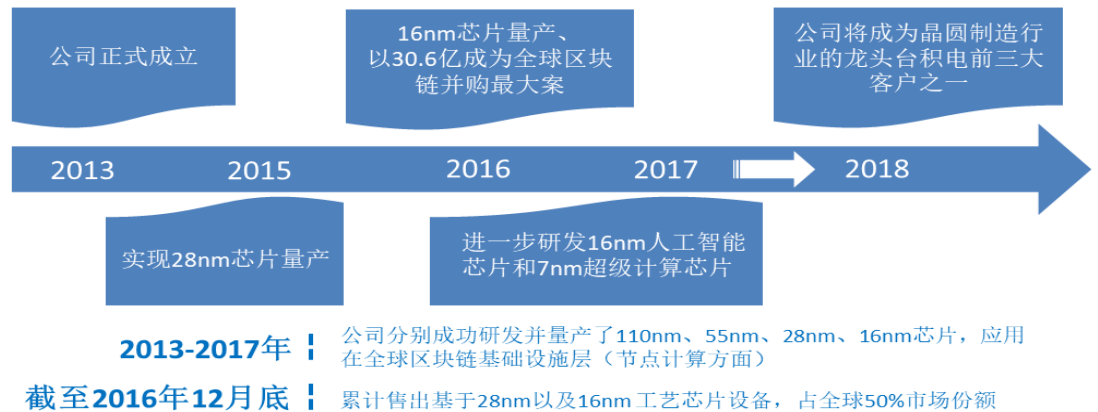 公司正式成立
16nm芯片量产、
以30.6亿成为全球区块
链并购最大案
公司将成为晶圆制造行
业的龙头台积电前三大
客户之一
2013
2015
2016
2017
2018
实现28nm芯片量产
进一步研发16nm人工智能
芯片和7nm超级计算芯片
2013-2017年
公司分别成功研发并量产了110nm、55nm、28nm、16nm芯片，应用
在全球区块链基础设施层（节点计算方面）
截至2016年12月底
累计售出基于28nm以及16nm工艺芯片设备，占全球50%市场份额